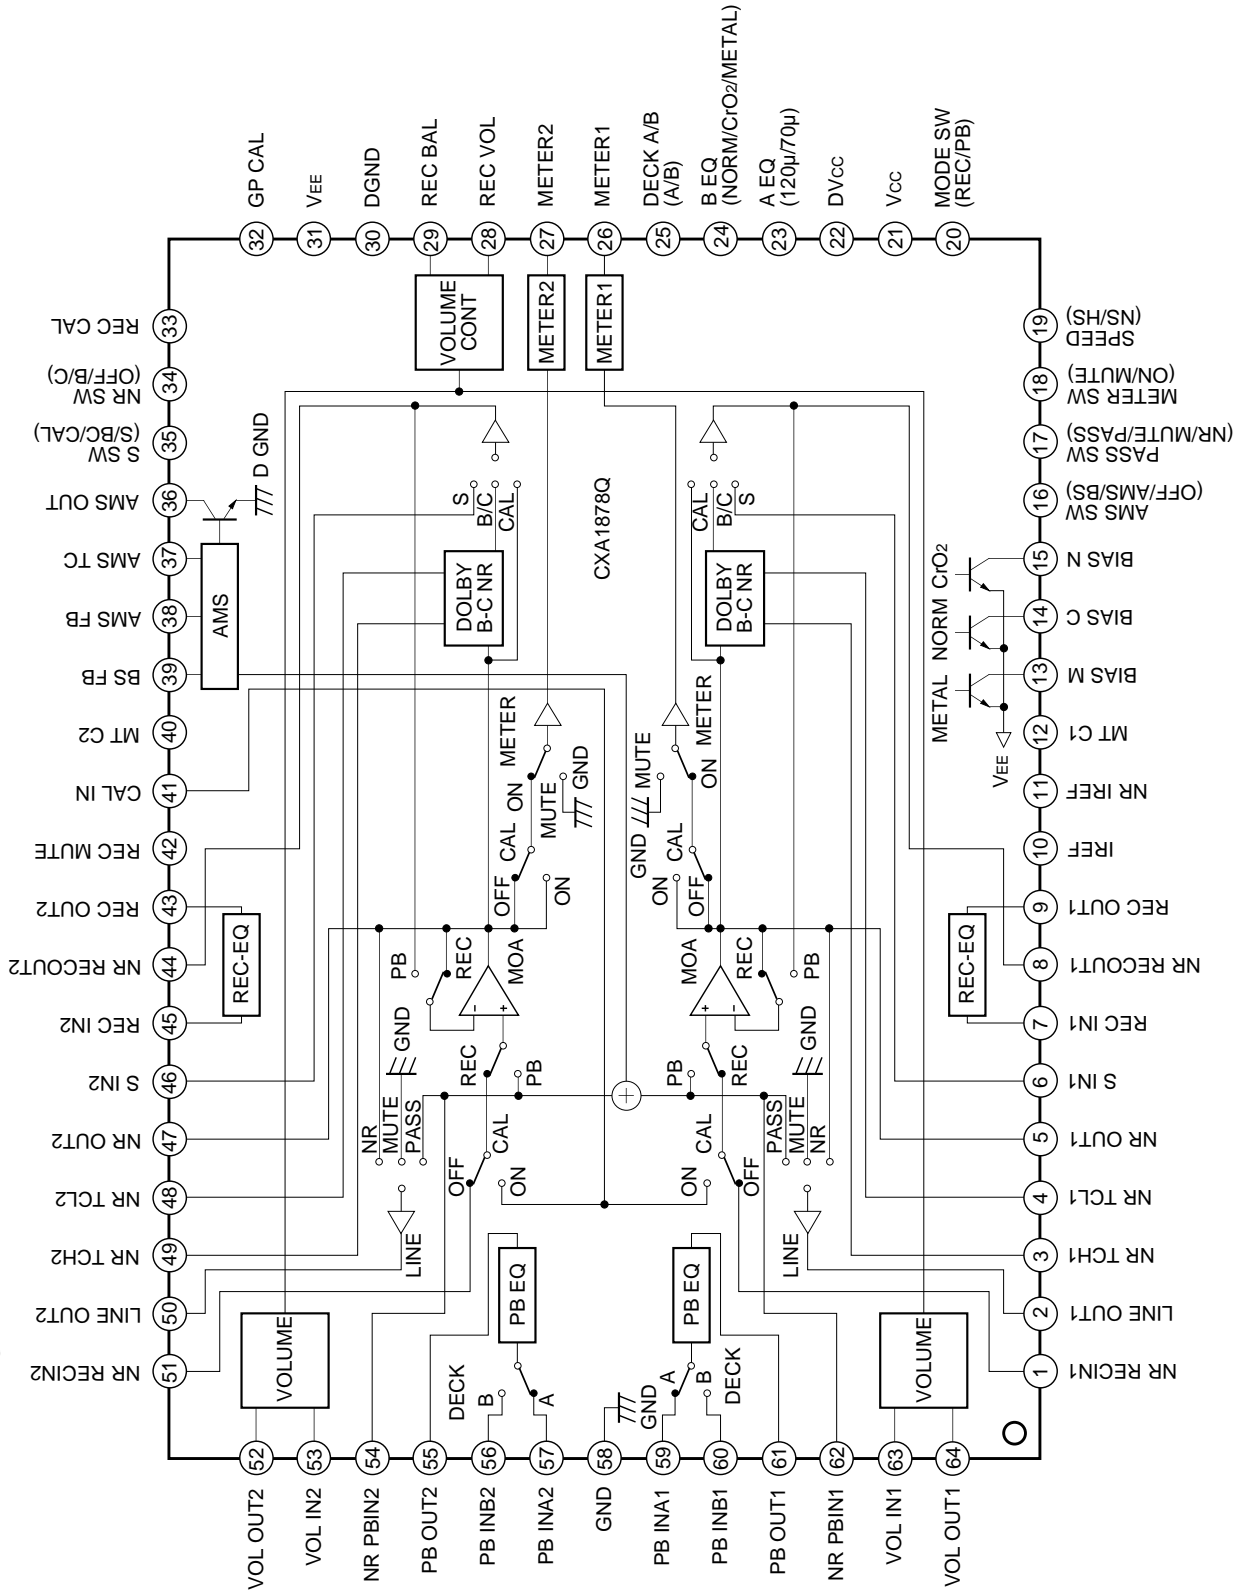 GP CAL
VEE
DGND
REC BAL
REC VOL
METER2
METER1
DECK A/B
(A/B)
B EQ
(NORM/CrO2/METAL)
A EQ
(120µ/70µ)
DVCC
VCC
MODE SW
(REC/PB)
32
31
30
29
28
27
26
25
24
23
22
21
20
REC CAL
33
NR SW
(OFF/B/C)
34
S SW
(S/BC/CAL)
35
AMS OUT
36
AMS TC
37
AMS FB
38
BS FB
39
MT C2
40
CAL IN
41
REC MUTE
42
REC OUT2
43
NR RECOUT2
44
REC IN2
45
S IN2
46
NR OUT2
47
NR TCL2
48
NR TCH2
49
LINE OUT2
50
NR RECIN2
51
19
SPEED
(NS/HS)
18
METER SW
(ON/MUTE)
17
PASS SW
(NR/MUTE/PASS)
16
AMS SW
(OFF/AMS/BS)
15
BIAS N
14
BIAS C
13
BIAS M
12
MT C1
11
NR IREF
10
IREF
9
REC OUT1
8
NR RECOUT1
7
REC IN1
6
S IN1
5
NR OUT1
4
NR TCL1
3
NR TCH1
2
LINE OUT1
1
NR RECIN1
VOLUME
CONT
METER2
METER1
D GND
AMS
S
B/C
CAL
CXA1878Q
CAL
B/C
S
DOLBY
B-C NR
DOLBY
B-C NR
METAL
NORM
CrO2
VEE
METER
ON
MUTE
GND
CAL
OFF
ON
METER
ON
MUTE
GND
CAL
OFF
ON
REC-EQ
REC-EQ
PB
REC
MOA
-
+
MOA
REC
PB
+
-
GND
NR
MUTE
PASS
REC
PB
CAL
OFF
ON
PB
REC
CAL
ON
OFF
PASS
MUTE
NR
GND
LINE
LINE
VOLUME
PB EQ
PB EQ
VOLUME
DECK
B
A
GND
A
B
DECK
52
53
54
55
56
57
58
59
60
61
62
63
64
VOL OUT2
VOL IN2
NR PBIN2
PB OUT2
PB INB2
PB INA2
GND
PB INA1
PB INB1
PB OUT1
NR PBIN1
VOL IN1
VOL OUT1